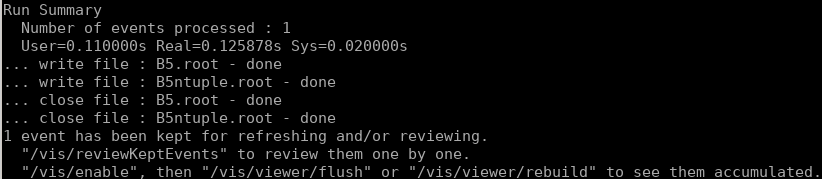 Run Summary
  Number of events processed : 1
  User=0.110000s Real=0.125878s Sys=0.020000s
... write file : B5.root - done
... write file : B5ntuple.root - done
... close file : B5.root - done
... close file : B5ntuple.root - done
1 event has been kept for refreshing and/or reviewing.
  "/vis/reviewKeptEvents" to review them one by one.
  "/vis/enable", then "/vis/viewer/flush" or "/vis/viewer/rebuild" to see them accumulated.